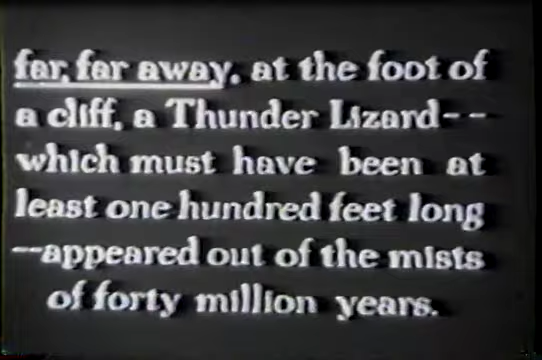 far, far away, at the foot of
a cliff, a Thunder Lizard--
which must have been at
least one hundred feet long
--appeared out of the mists
of forty million years.